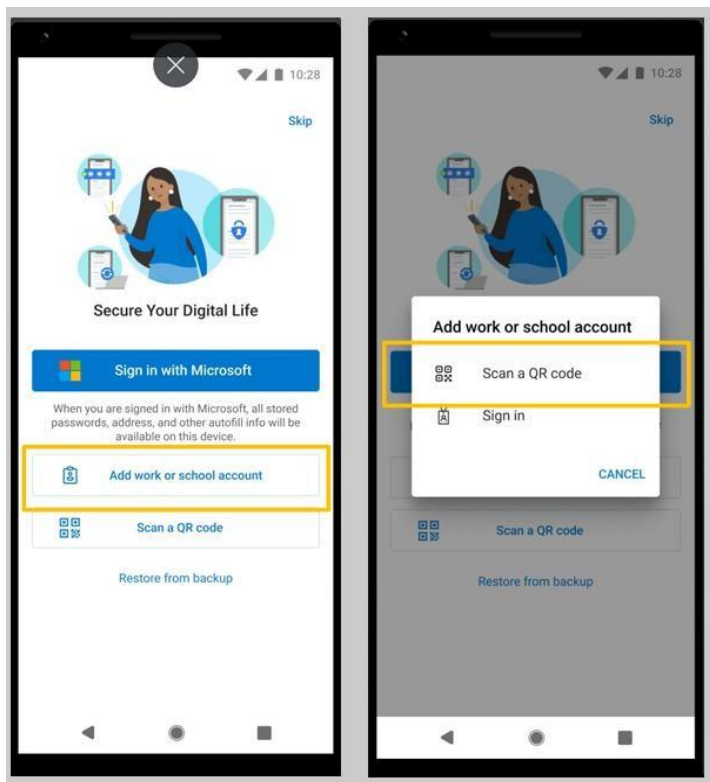 10:28
Skip
Secure Your Digital Life
Sign in with Microsoft
When you are signed in with Microsoft, all stored
passwords, address, and other autofill info will be
available on this device.
Add work or school account
Scan a QR code
Restore from backup
10:28
Skip
Add work or school account
Scan a QR code
Sign in
CANCEL
Scan a QR code
Restore from backup